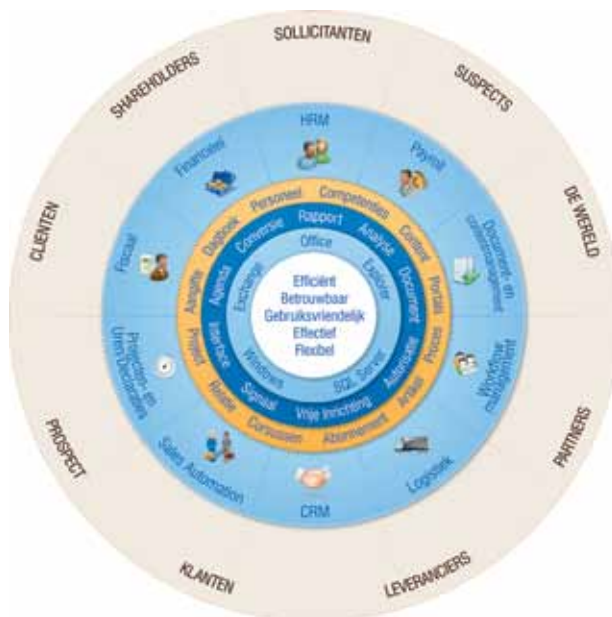 SOLLICITANTEN
SUSPECTS
DE WERELD
PARTNERS
LEVERANCIERS
KLANTEN
PROSPECT
CLIENTEN
SHAREHOLDERS
HRM
Payroll
Document- en
contentmanagement
Workflow
management
Logistiek
CRM
Sales Automation
Projecten- en
Uren-Declaraties
Fiscaal
Financieel
Personeel
Competenties
Content
Portals
Proces
Artikel
Abonnement
Cursussen
Relatie
Project
Aangifte
Dagboek
Rapport
Analyse
Document
Autorisatie
Vrije Inrichting
Signaal
Interface
Agenda
Conversie
Office
Explorer
SQL Server
Windows
Exchange
Efficiënt
Betrouwbaar
Gebruiksvriendelijk
Effectief
Flexibel